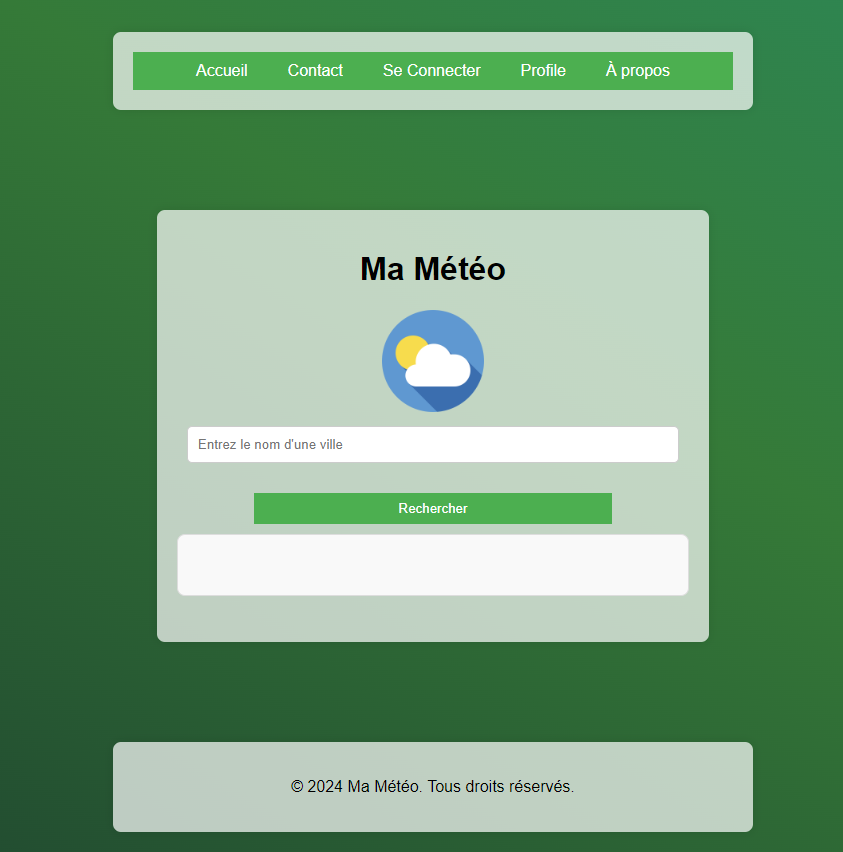 Accueil Contact Se Connecter Profile À propos
Ma Météo
Entrez le nom d'une ville
Rechercher
© 2024 Ma Météo. Tous droits réservés.